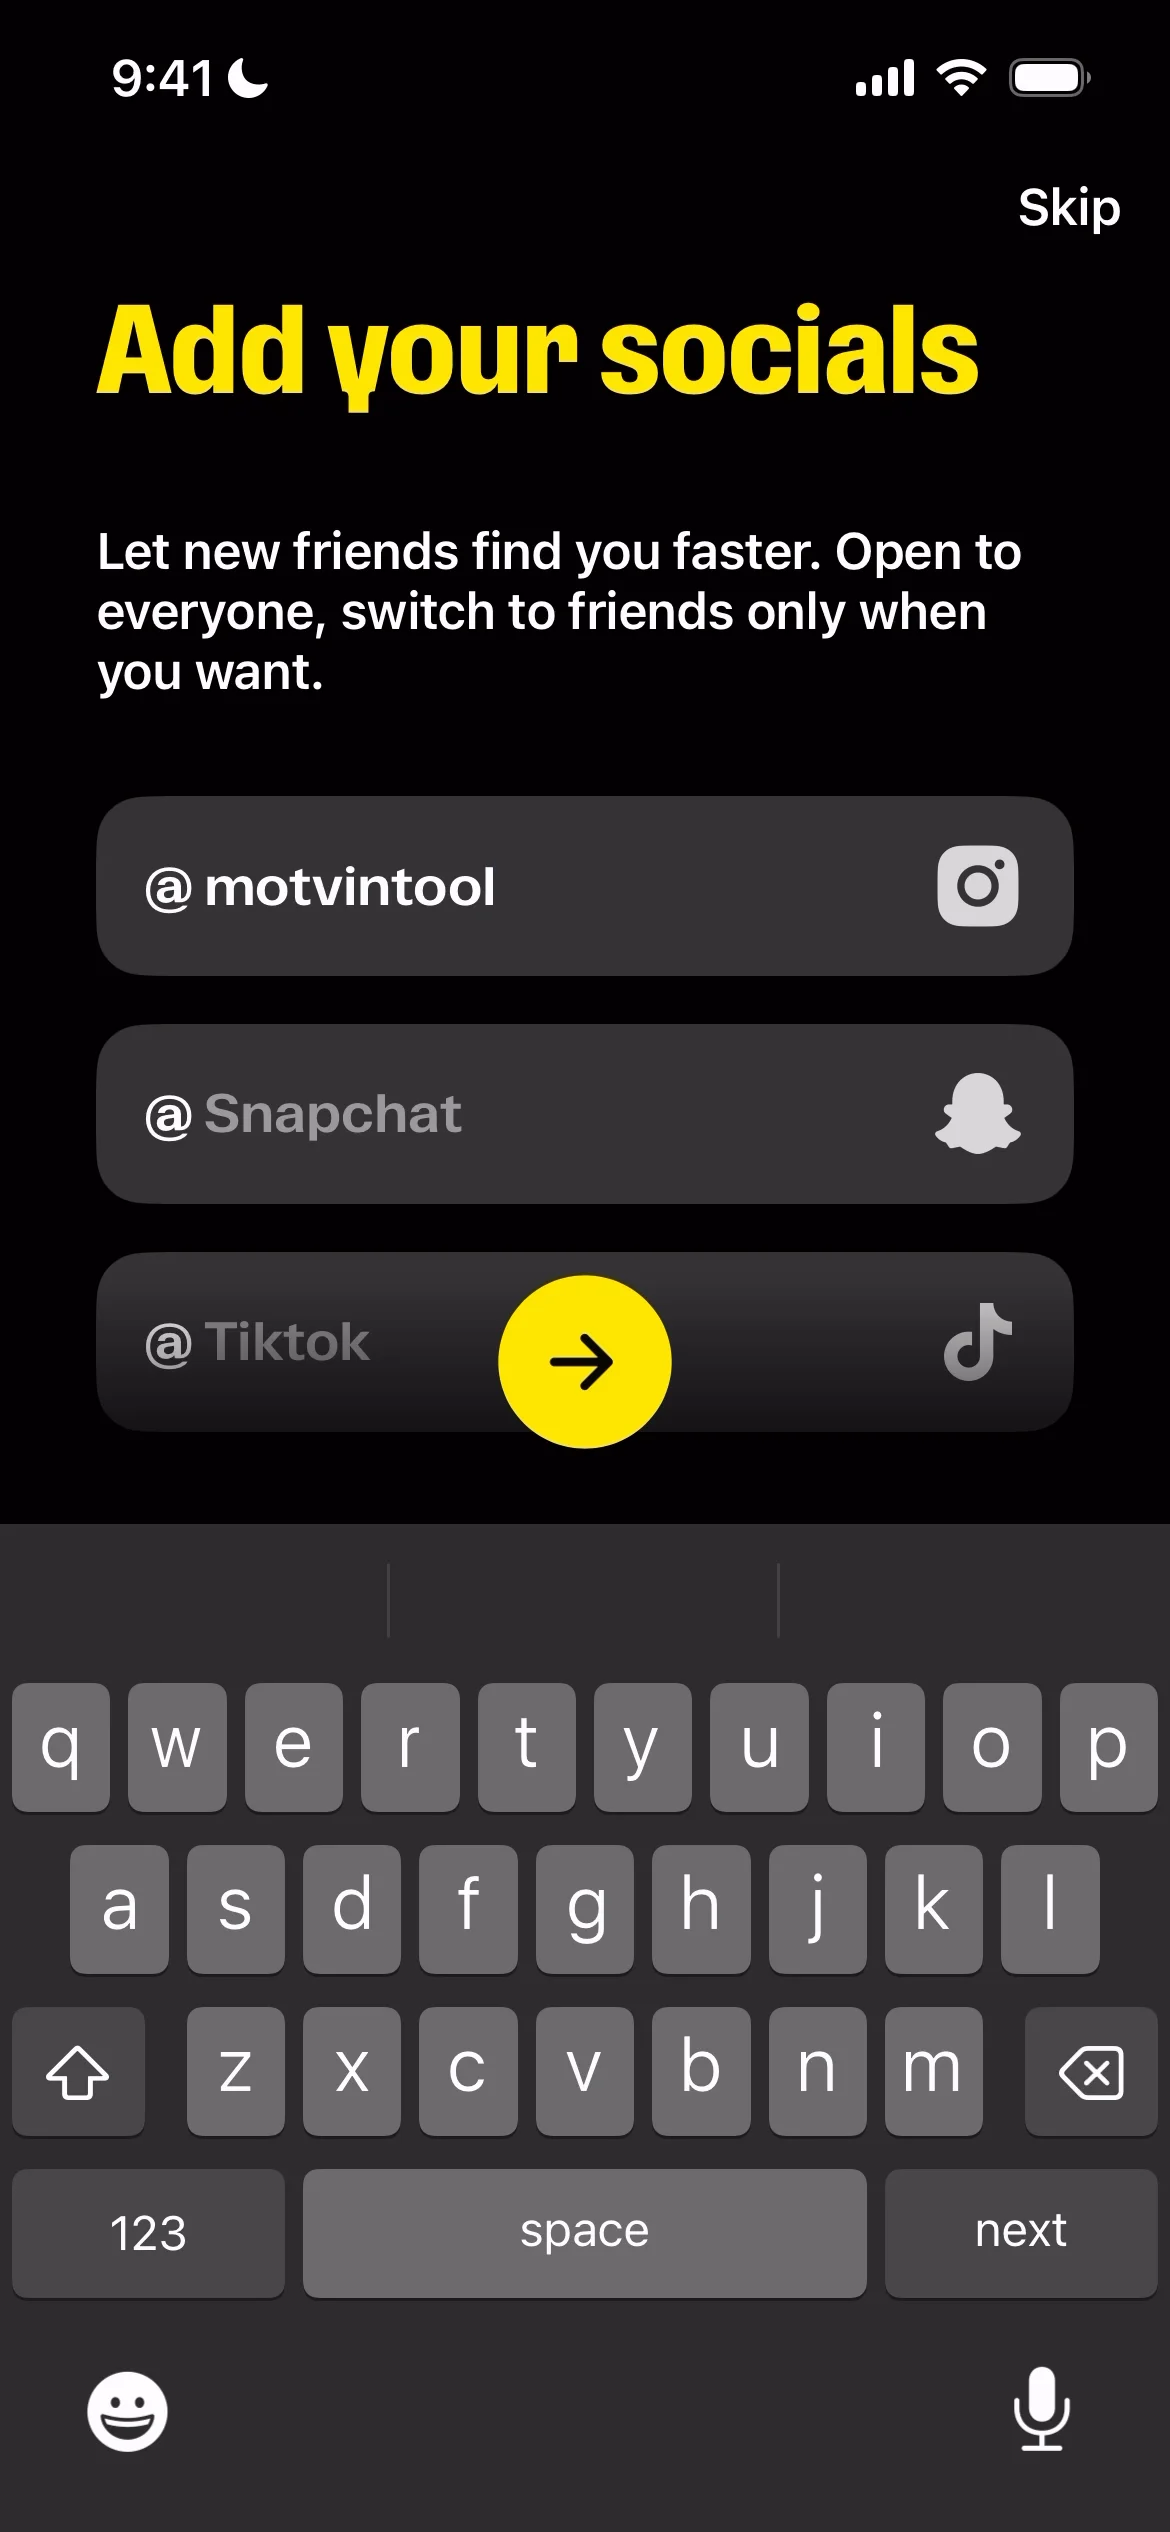 9:41
Skip
Add your socials
Let new friends find you faster. Open to
everyone, switch to friends only when
you want.
@ motvintool
@ Snapchat
@ Tiktok
q w e r t y u i o p
a s d f g h j k l
z x c v b n m
123 space next